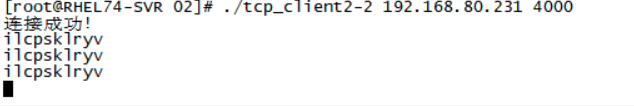 [root@RHEL74-SVR 02]# ./tcp_client2-2 192.168.80.231 4000
连接成功!
ilcpsklryv
ilcpsklryv
ilcpsklryv